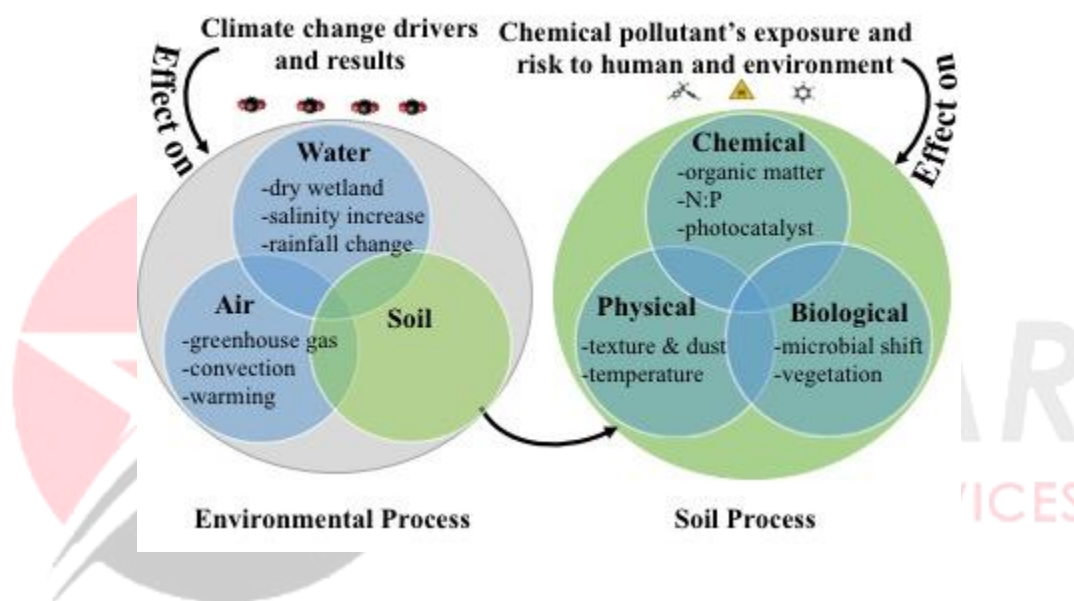 Climate change drivers
and results
Effect on
Water
-dry wetland
-salinity increase
-rainfall change
Air
-greenhouse gas
-convection
-warming
Soil
Environmental Process
Chemical pollutant's exposure and
risk to human and environment
Effect on
Chemical
-organic matter
-N:P
-photocatalyst
Physical
-texture & dust
-temperature
Biological
-microbial shift
-vegetation
Soil Process